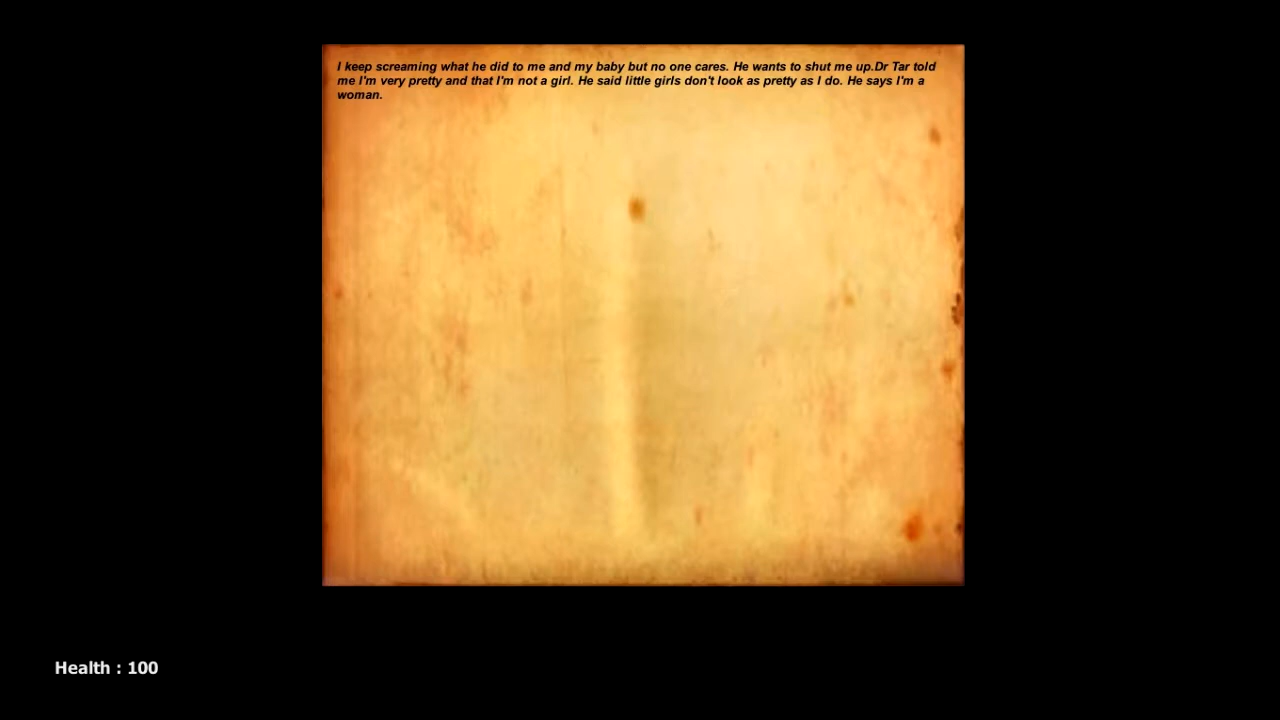 I keep screaming what he did to me and my baby but no one cares. He wants to shut me up.Dr Tar told
me I'm very pretty and that I'm not a girl. He said little girls don't look as pretty as I do. He says I'm a
woman.
Health : 100